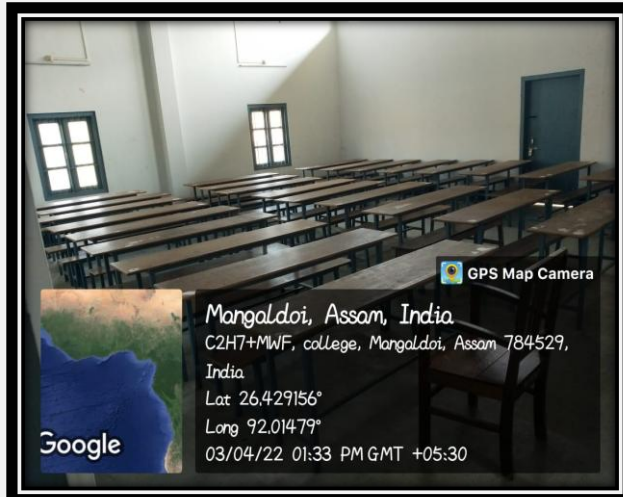 GPS Map Camera
Mangaldoi, Assam, India
C2H7+MWF, college, Mangaldoi, Assam 784529,
India
Lat 26.429156°
Long 92.01479°
03/04/22 01:33 PM GMT +05:30
Google